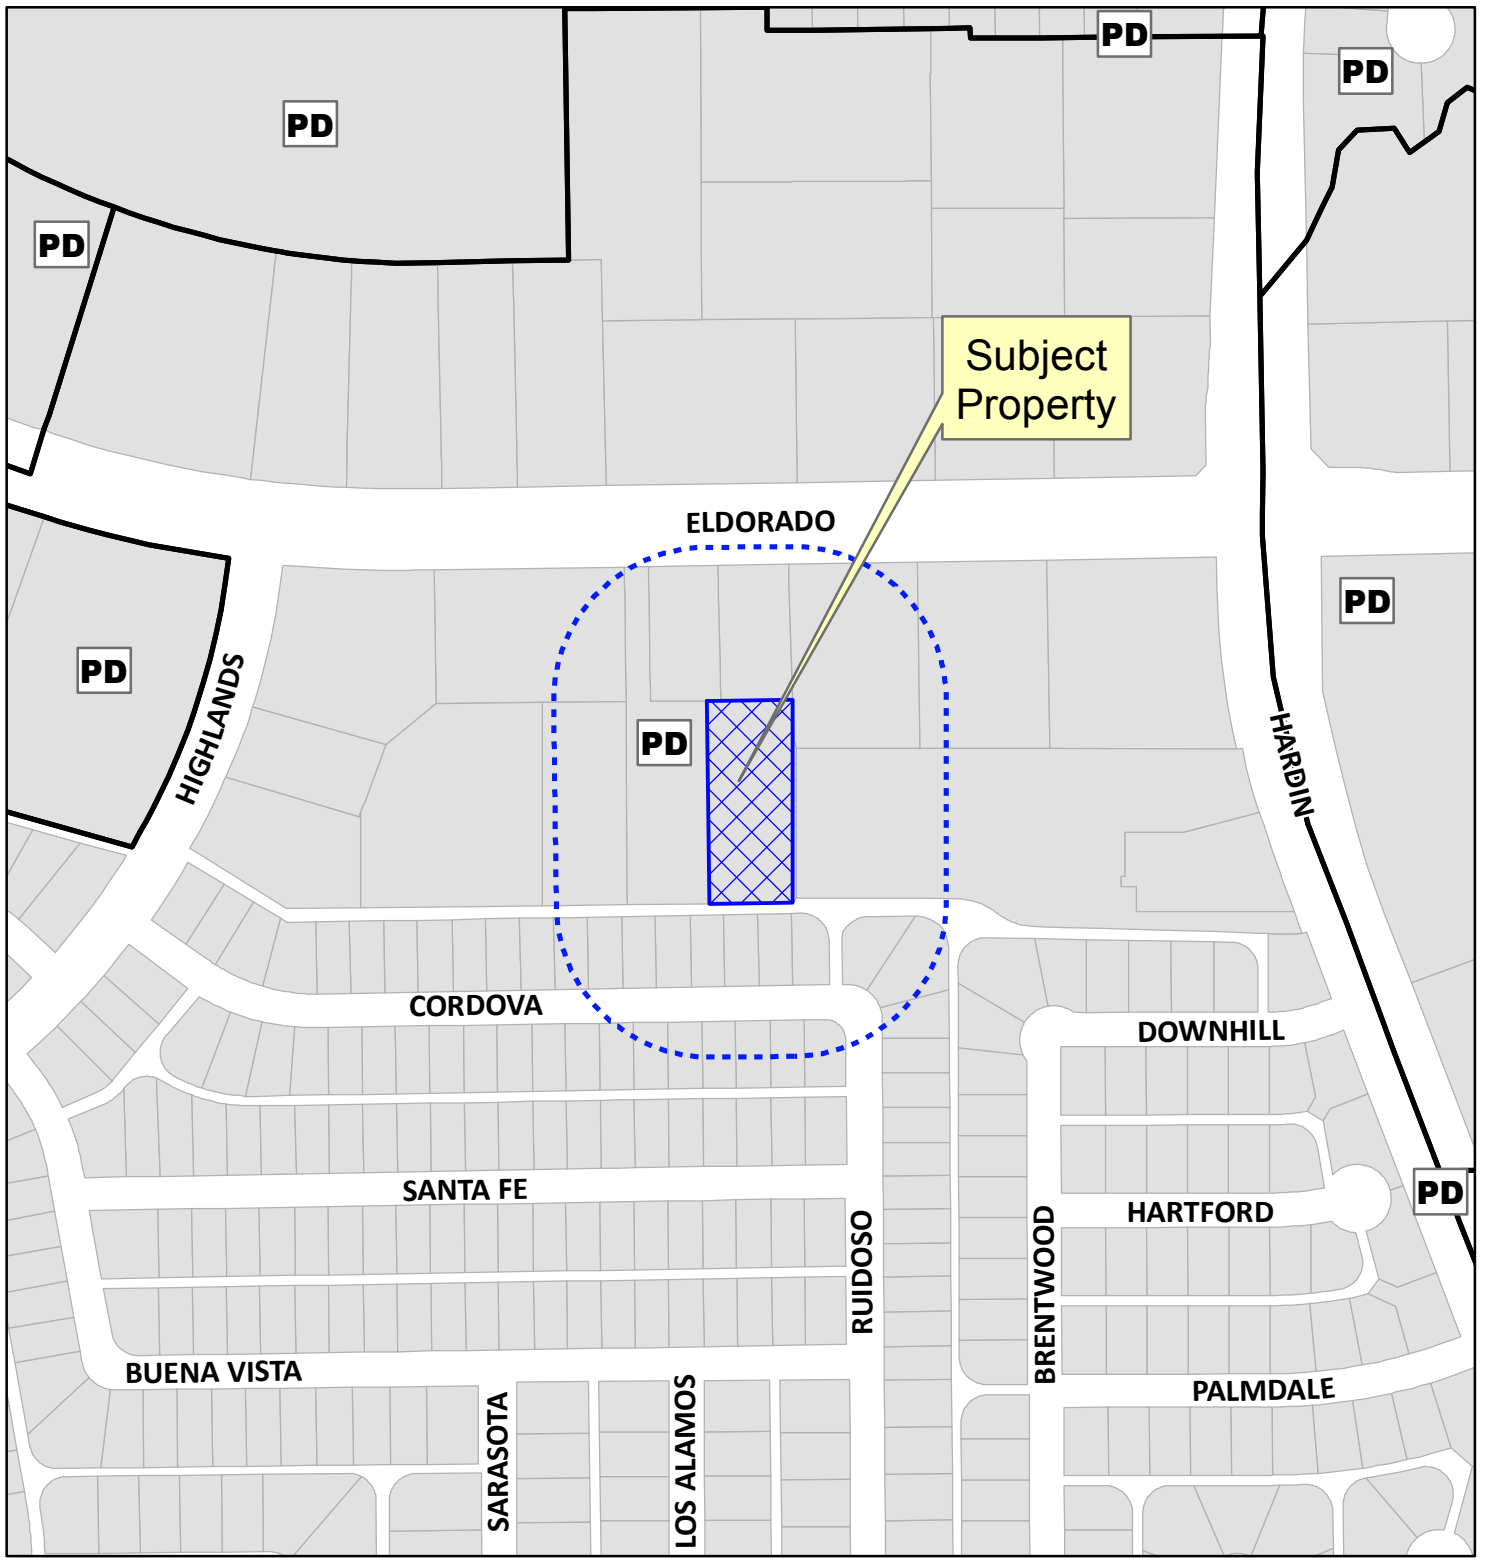 PD
PD
PD
PD
Subject
Property
ELDORADO
PD
HIGHLANDS
PD
PD
HARDIN
CORDOVA
DOWNHILL
SANTA FE
PD
HARTFORD
RUIDOSO
BRENTWOOD
BUENA VISTA
PALMDALE
SARASOTA
LOS ALAMOS